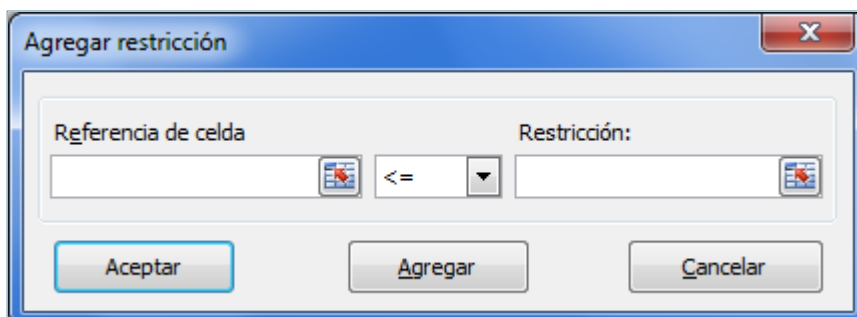 Agregar restricción
Referencia de celda Restricción:
<=
Aceptar Agregar Cancelar